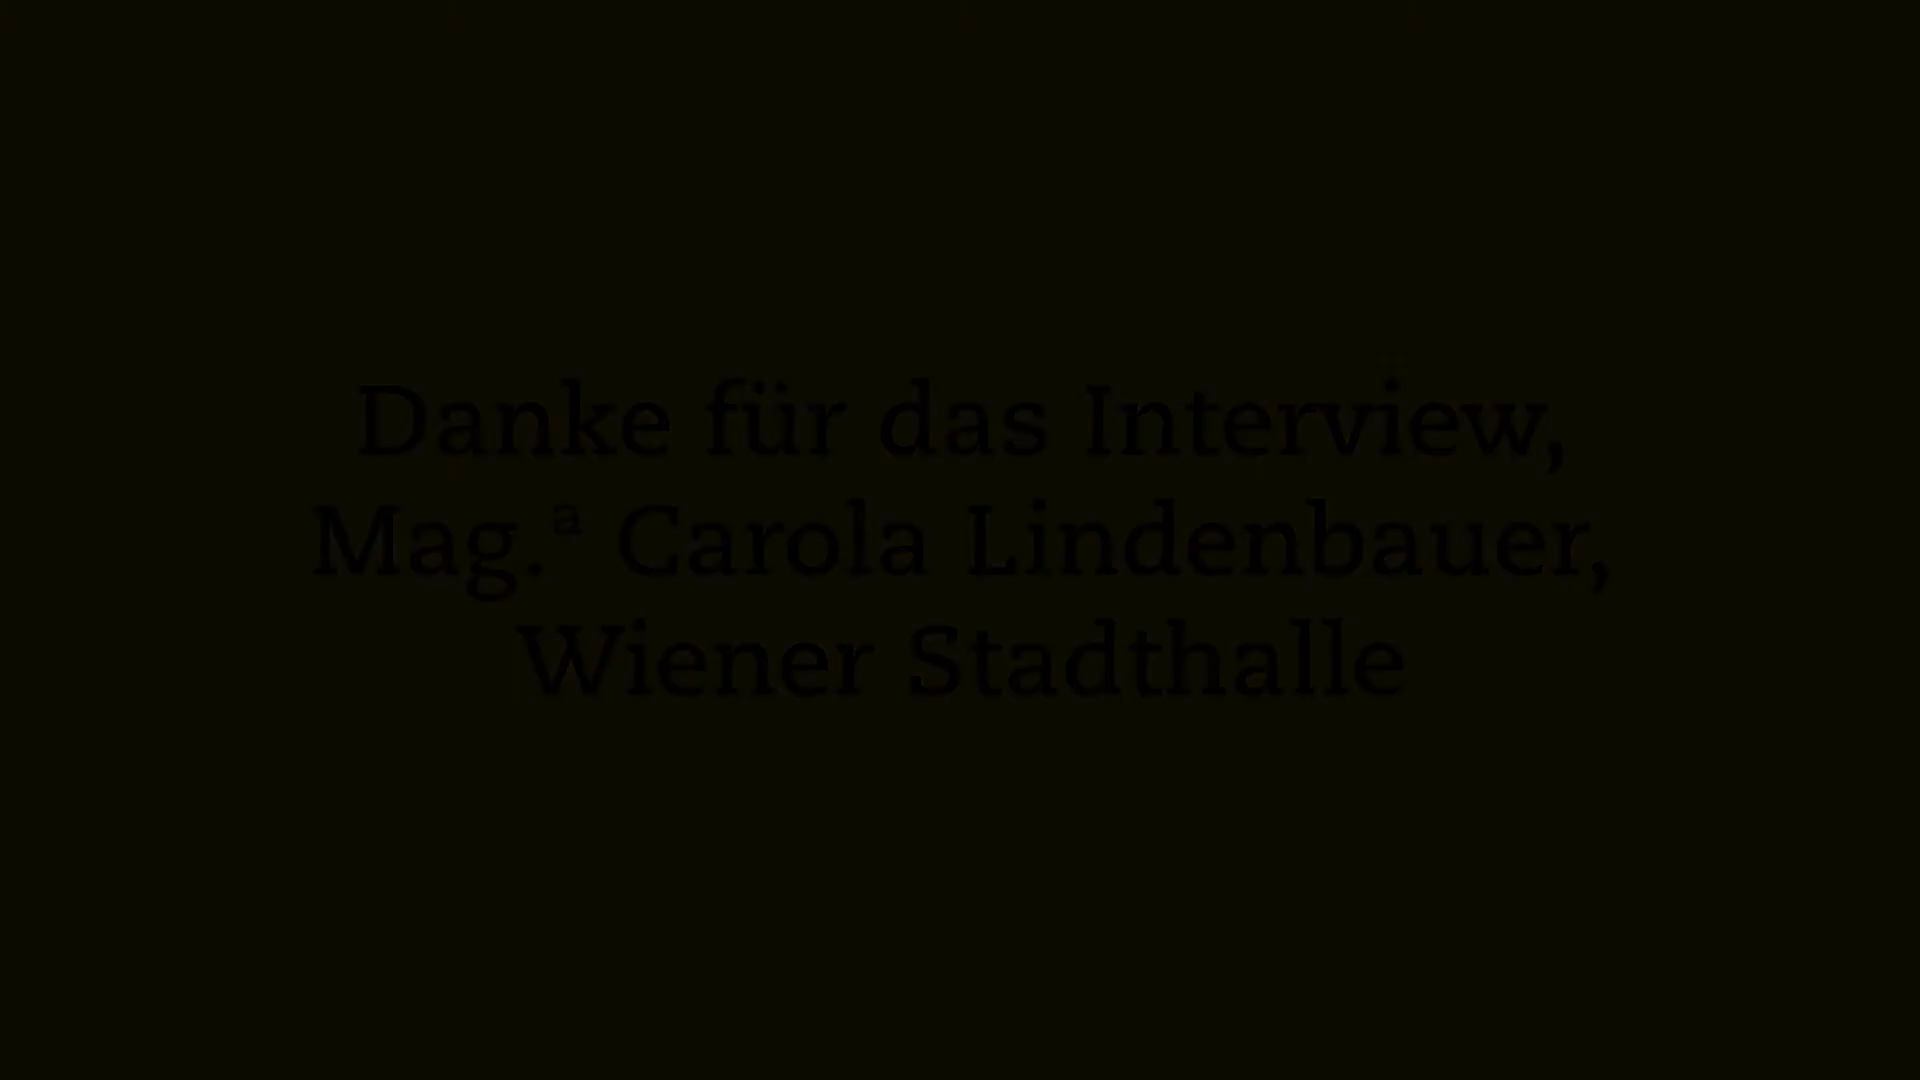 Danke für das Interview,
Mag.ª Carola Lindenbauer,
Wiener Stadthalle